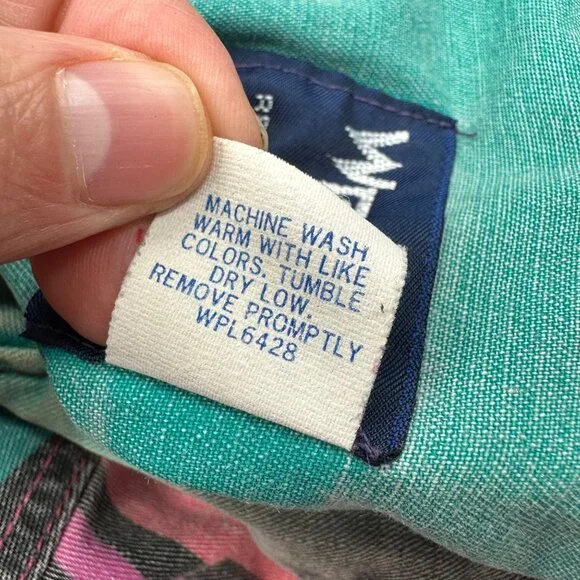 MACHINE WASH
WARM WITH LIKE
COLORS. TUMBLE
DRY LOW.
REMOVE PROMPTLY
WPL6428